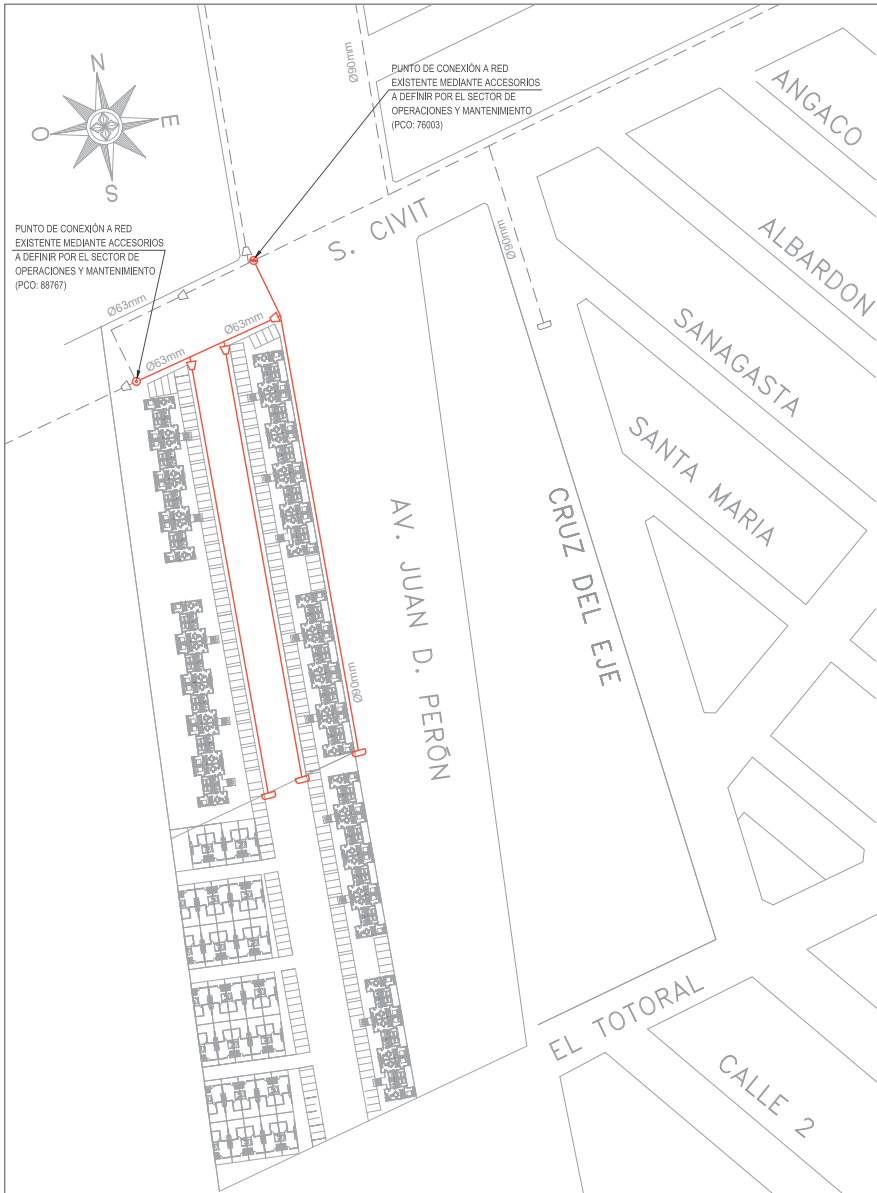 N
E
S
O
Ø90mm
PUNTO DE CONEXIÓN A RED
EXISTENTE MEDIANTE ACCESORIOS
A DEFINIR POR EL SECTOR DE
OPERACIONES Y MANTENIMIENTO
(PCO: 76003)
ANGACO
PUNTO DE CONEXIÓN A RED
EXISTENTE MEDIANTE ACCESORIOS
A DEFINIR POR EL SECTOR DE
OPERACIONES Y MANTENIMIENTO
(PCO: 88767)
S. CIVIT
Ø90mm
ALBARDON
Ø63mm
Ø63mm
Ø63mm
SANAGASTA
SANTA MARIA
AV. JUAN D. PERÓN
CRUZ DEL EJE
Ø90mm
EL TOTORAL
CALLE 2